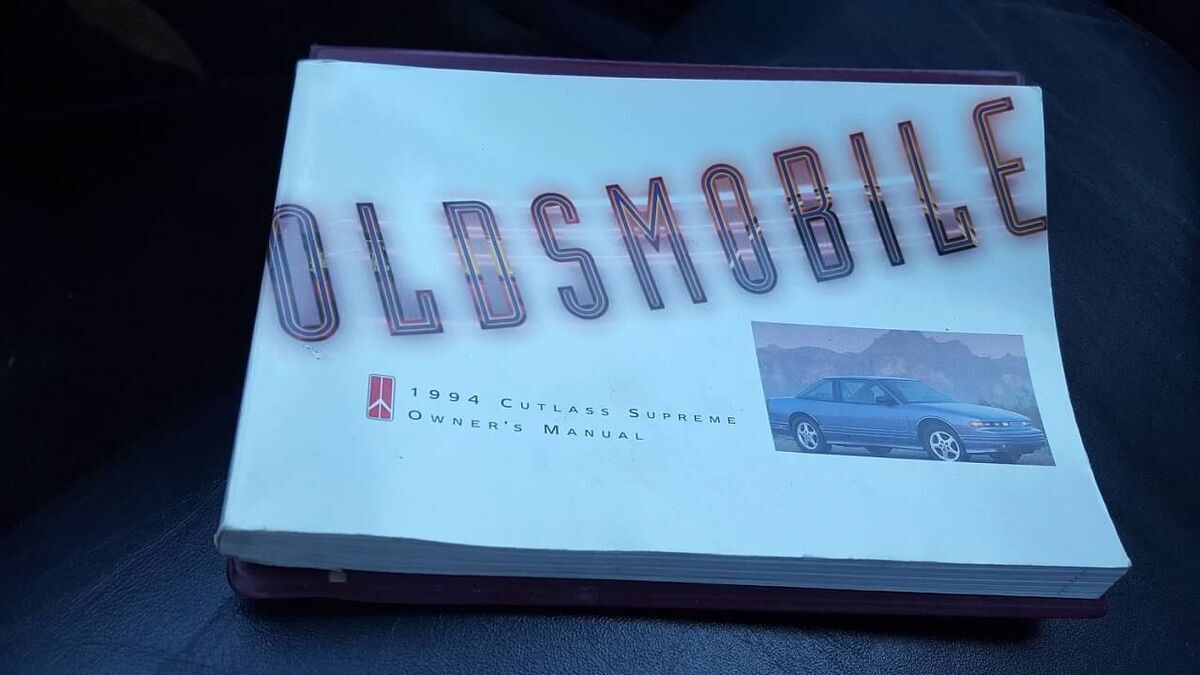 OLDSMOBILE
1994 CUTLASS SUPREME
OWNER'S MANUAL